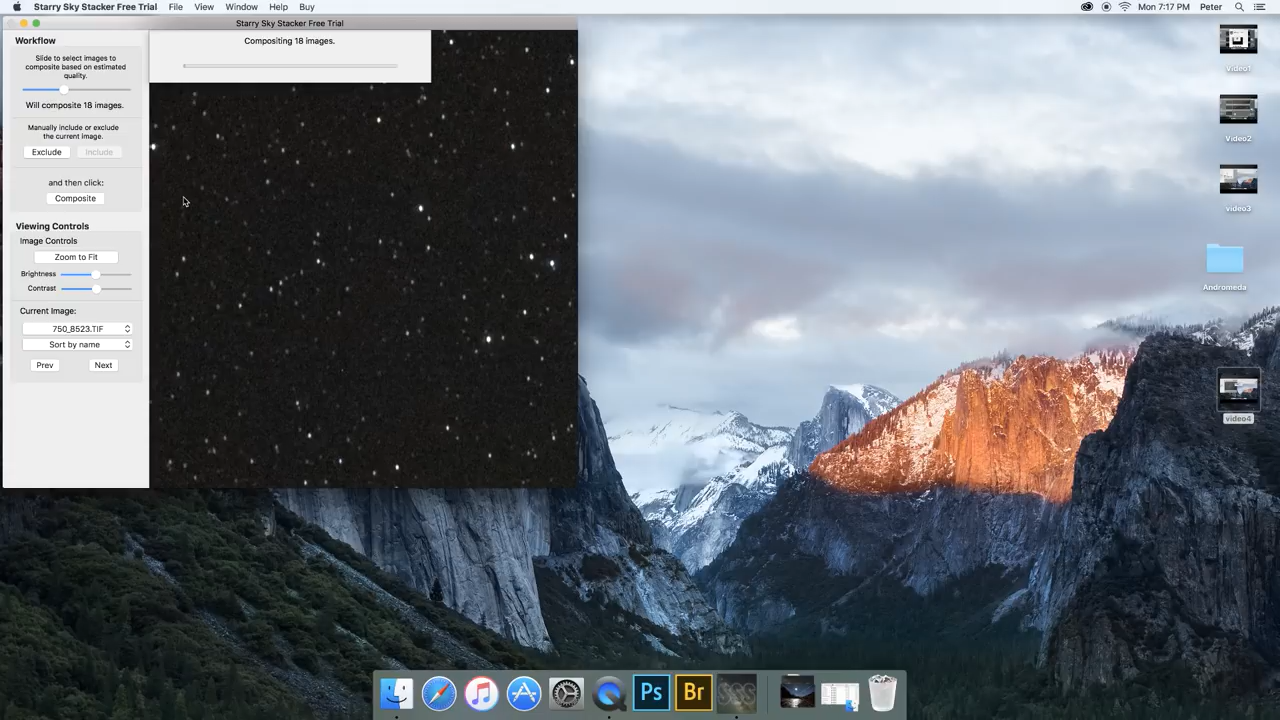 Starry Sky Stacker Free Trial File View Window Help Buy
Mon 7:17 PM Peter
Starry Sky Stacker Free Trial
Workflow
Slide to select images to
composite based on estimated
quality.
Will composite 18 images.
Manually include or exclude
the current image.
Exclude Include
and then click:
Composite
Viewing Controls
Image Controls
Zoom to Fit
Brightness
Contrast
Current Image:
750_8523.TIF
Sort by name
Prev Next
Compositing 18 images.
Video1
Video2
video3
Andromeda
video4
Ps
Br